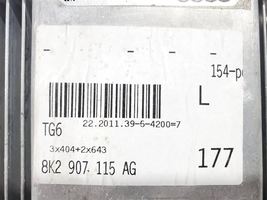 - - - -
154-p
L
TG6 22.2011.39-5-4200=7
3x404+2x643
8K2 907 115 AG 177